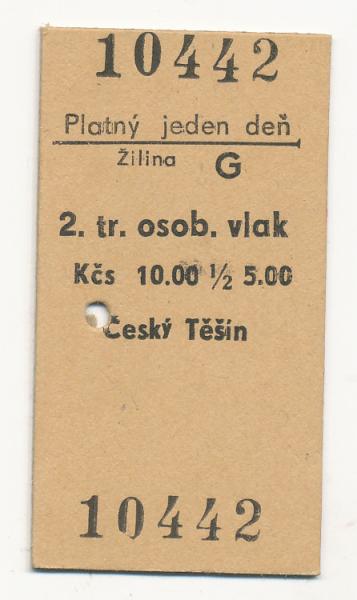 10442
Platný jeden deň
Žilina G
2. tr. osob. vlak
Kčs 10.00 ½ 5.00
Český Těšín
10442